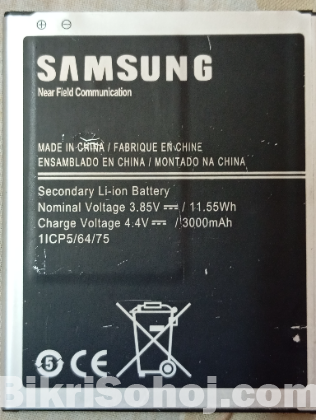 ⊕ ⊖
SAMSUNG
Near Field Communication
MADE IN CHINA / FABRIQUE EN CHINE
ENSAMBLADO EN CHINA / MONTADO NA CHINA
Secondary Li-ion Battery
Nominal Voltage 3.85V ⎓ / 11.55Wh
Charge Voltage 4.4V ⎓ / 3000mAh
1ICP5/64/75
5 CE
BikriSohoj.com